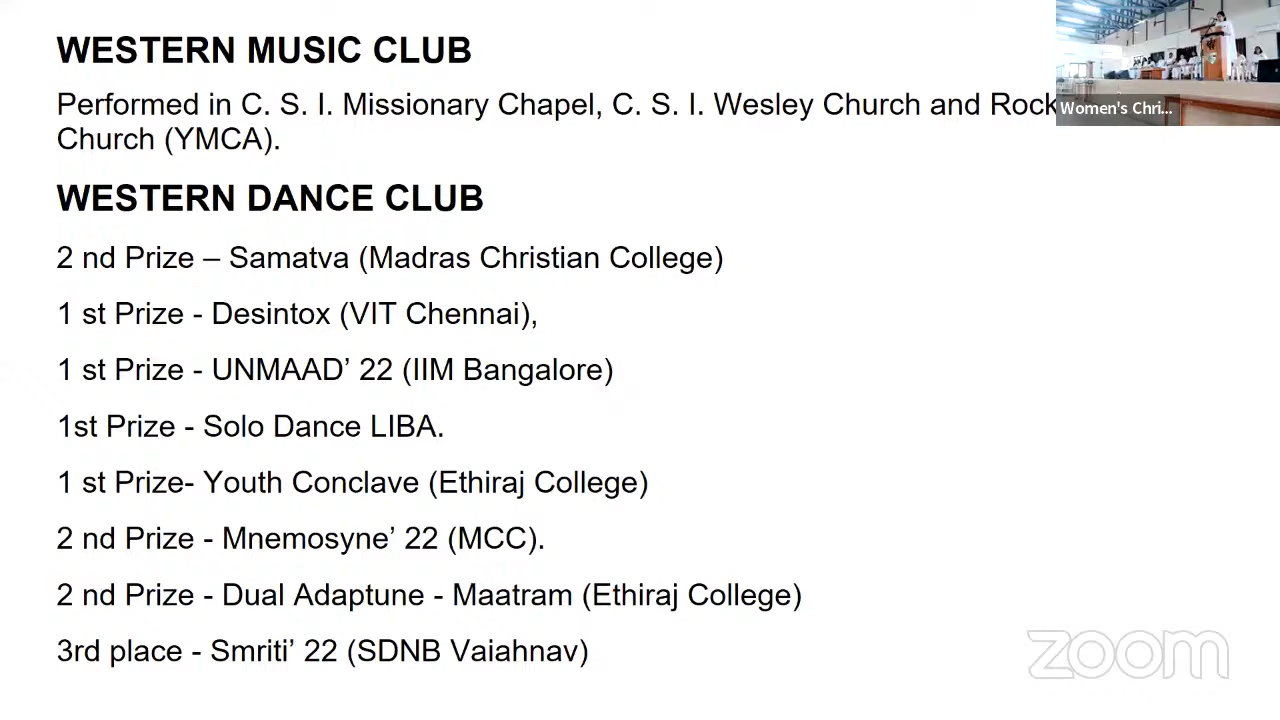 WESTERN MUSIC CLUB
Performed in C. S. I. Missionary Chapel, C. S. I. Wesley Church and Rock
Women's Chri...
Church (YMCA).
WESTERN DANCE CLUB
2 nd Prize – Samatva (Madras Christian College)
1 st Prize - Desintox (VIT Chennai),
1 st Prize - UNMAAD’ 22 (IIM Bangalore)
1st Prize - Solo Dance LIBA.
1 st Prize- Youth Conclave (Ethiraj College)
2 nd Prize - Mnemosyne’ 22 (MCC).
2 nd Prize - Dual Adaptune - Maatram (Ethiraj College)
3rd place - Smriti’ 22 (SDNB Vaiahnav)
zoom